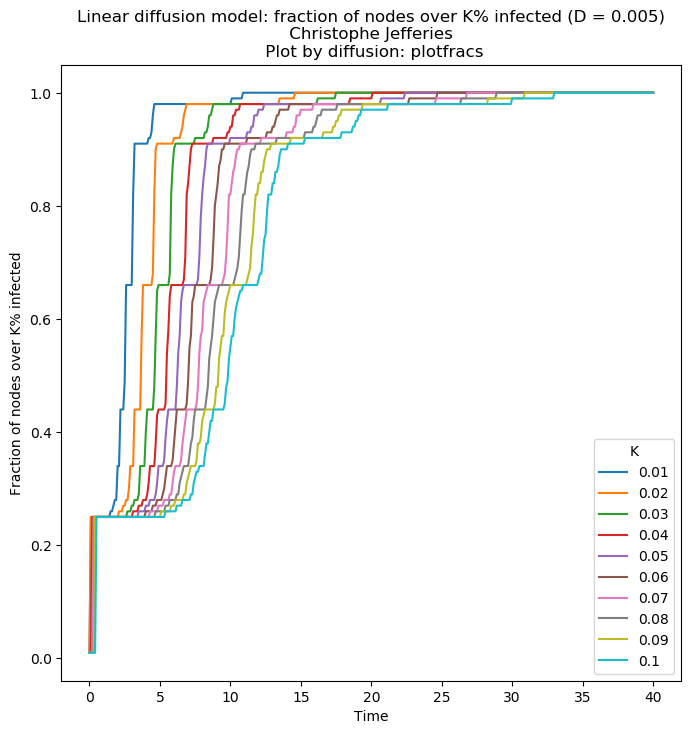 Linear diffusion model: fraction of nodes over K% infected (D = 0.005)
Christophe Jefferies
Plot by diffusion: plotfracs
Fraction of nodes over K% infected
1.0
0.8
0.6
0.4
0.2
0.0
K
0.01
0.02
0.03
0.04
0.05
0.06
0.07
0.08
0.09
0.1
0 5 10 15 20 25 30 35 40
Time